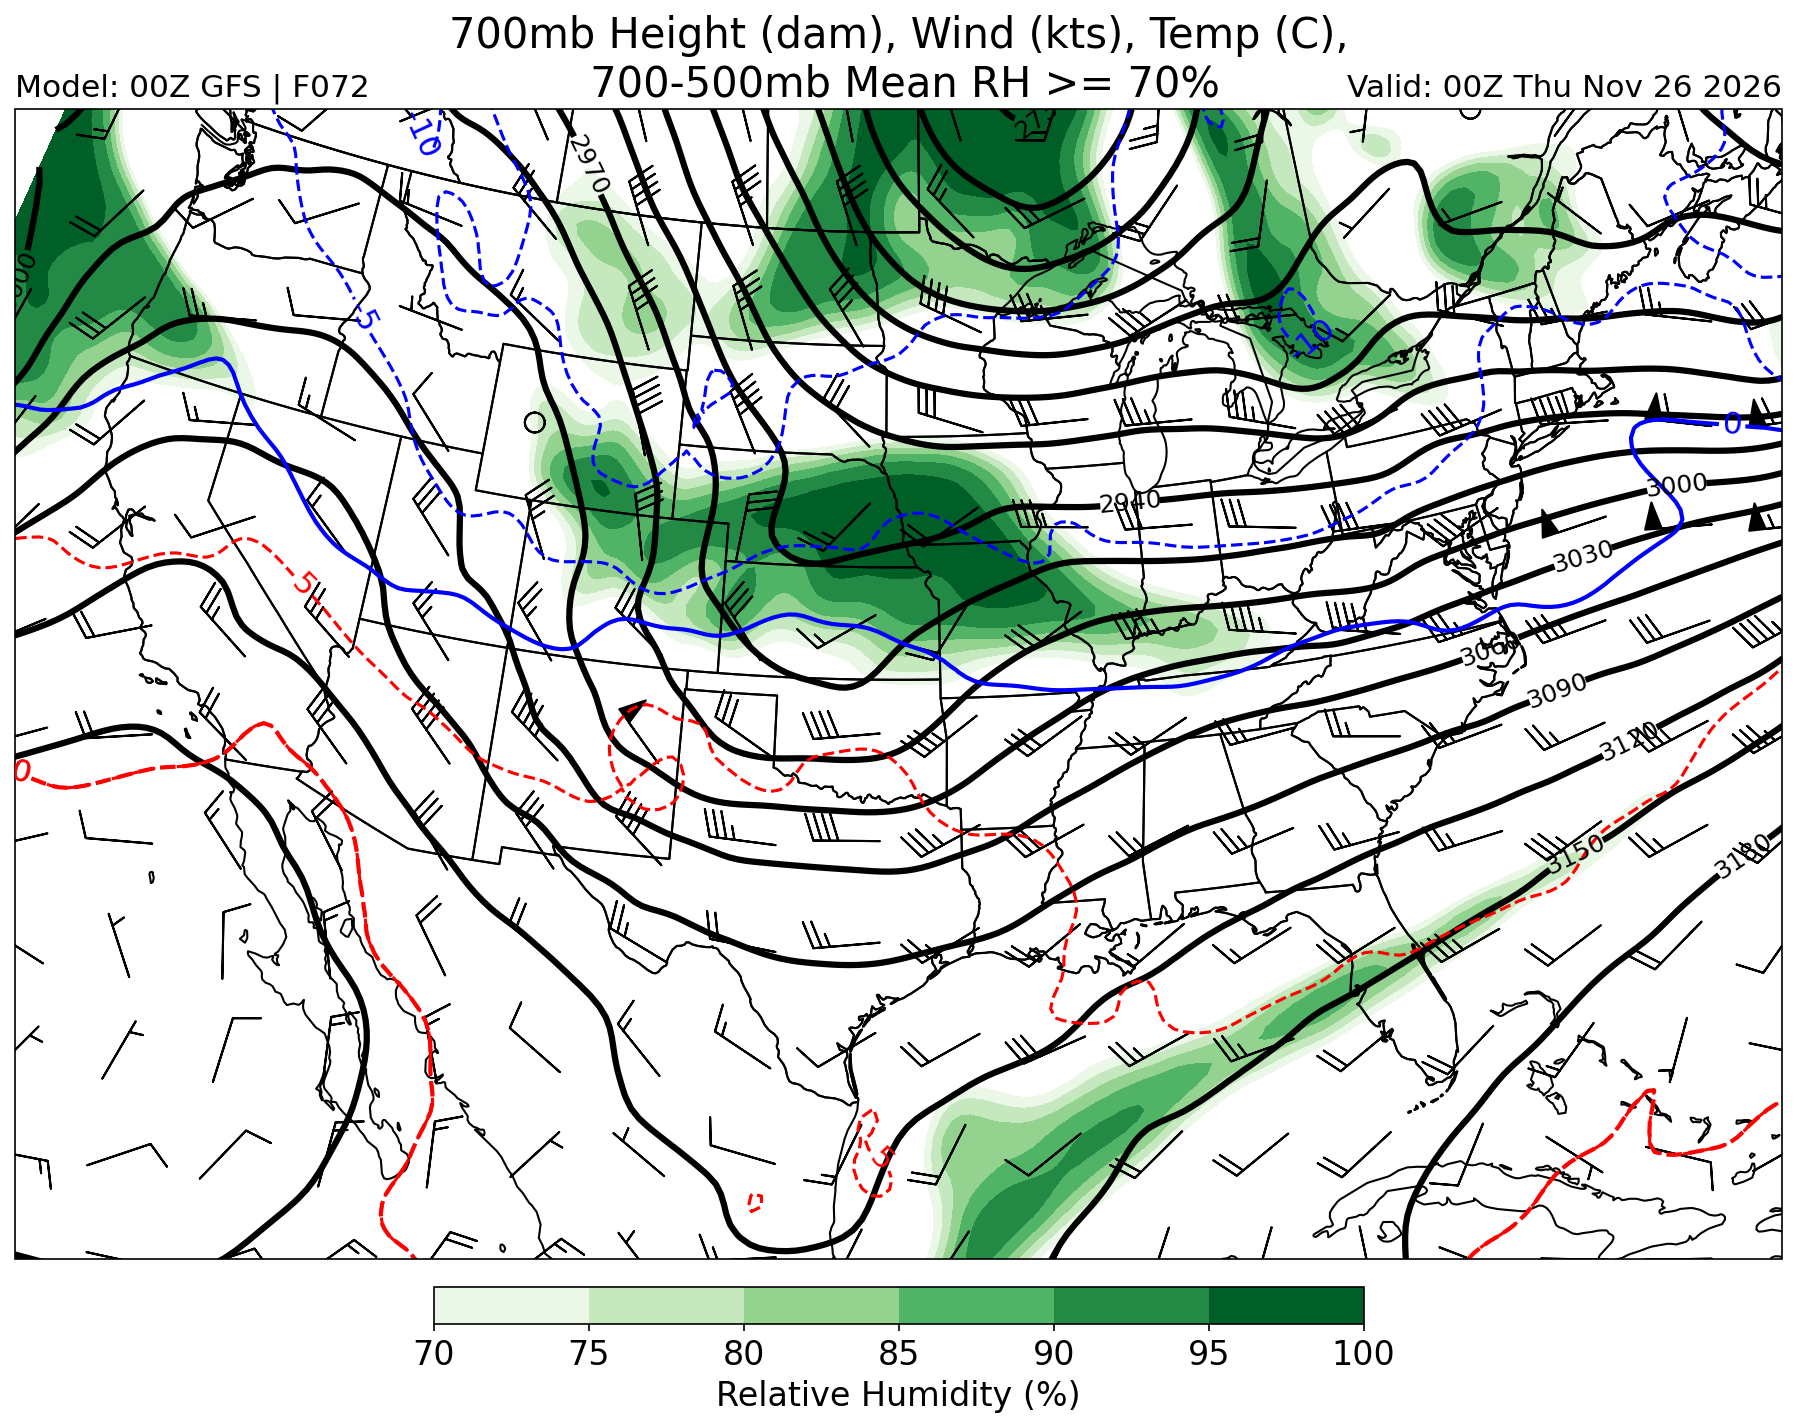 700mb Height (dam), Wind (kts), Temp (C),
700-500mb Mean RH >= 70%
Model: 00Z GFS | F072
Valid: 00Z Thu Nov 26 2026
-10
2970
-5
-10
0
2940
3000
3030
5
3060
3090
3120
0
3150
3180
5
70 75 80 85 90 95 100
Relative Humidity (%)